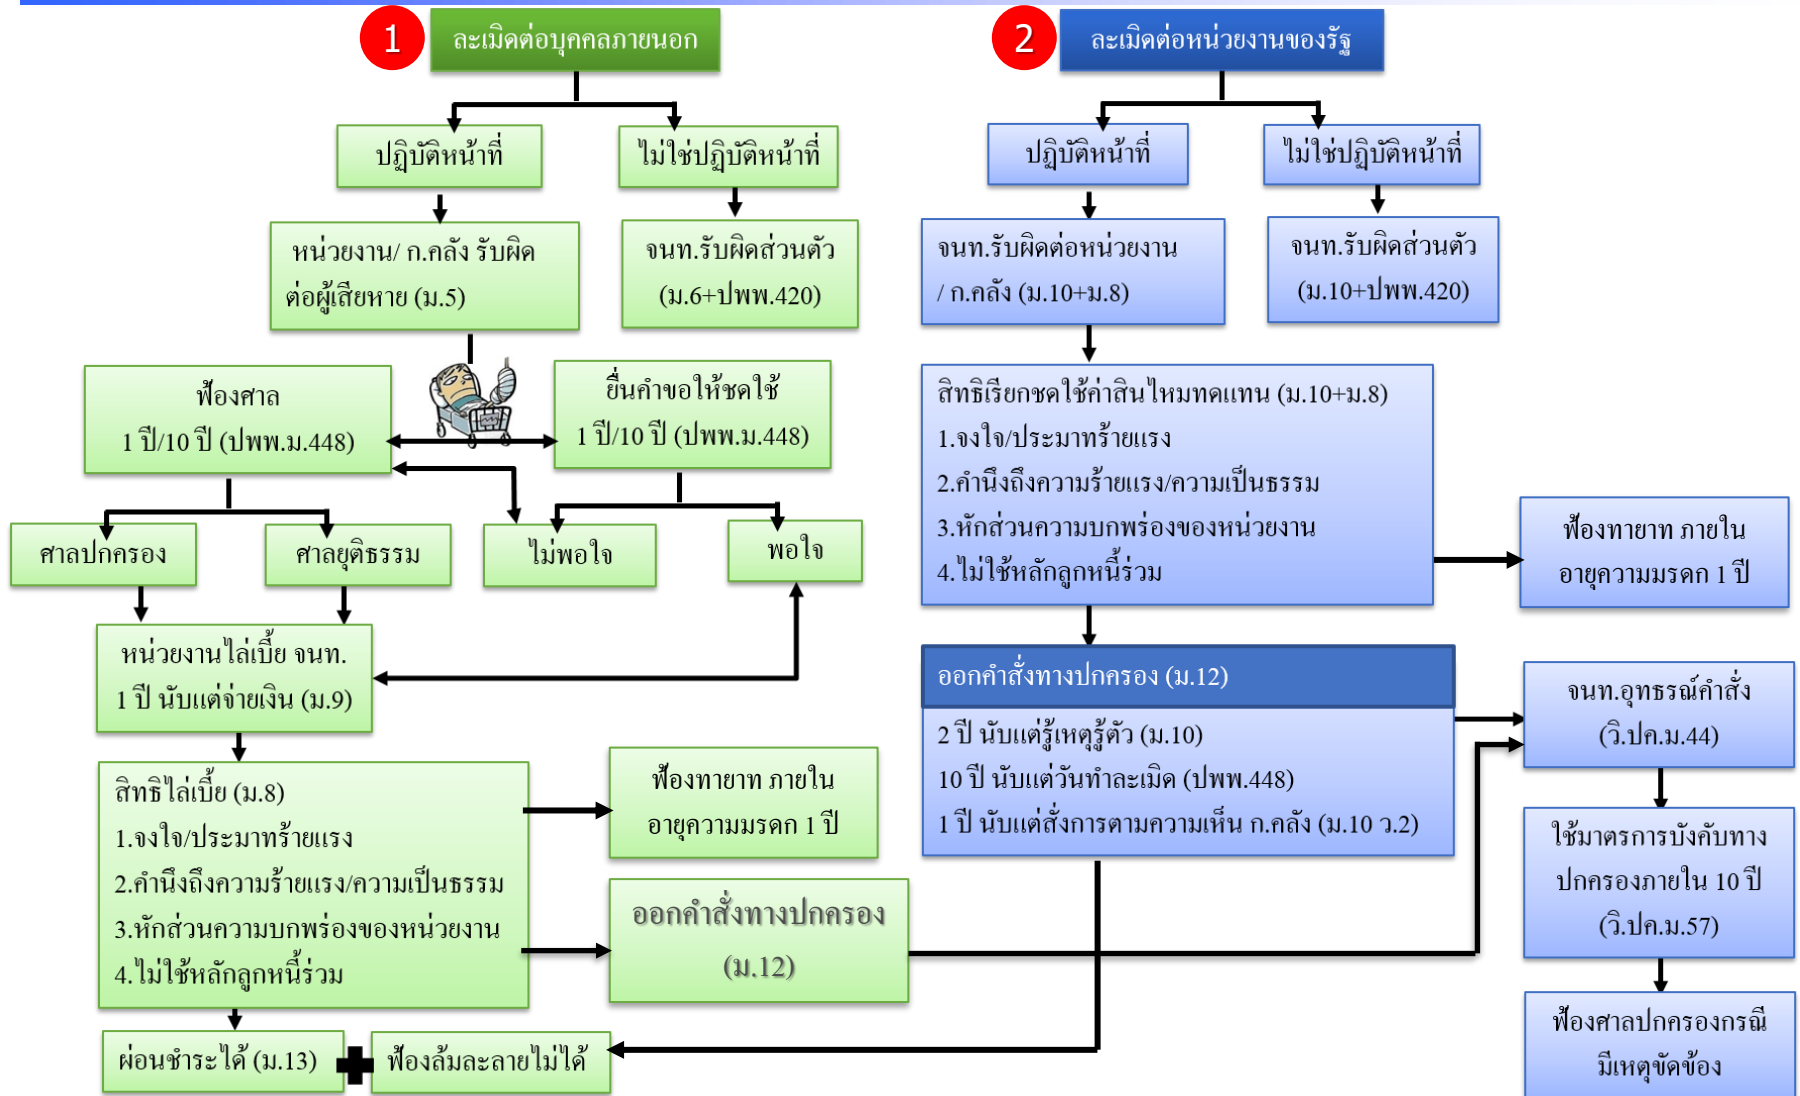 1
ละเมิดต่อบุคคลภายนอก
ปฏิบัติหน้าที่
ไม่ใช่ปฏิบัติหน้าที่
หน่วยงาน/ ก.คลัง รับผิด
ต่อผู้เสียหาย (ม.5)
จนท.รับผิดส่วนตัว
(ม.6+ปพพ.420)
ฟ้องศาล
1 ปี/10 ปี (ปพพ.ม.448)
ยื่นคำขอให้ชดใช้
1 ปี/10 ปี (ปพพ.ม.448)
ศาลปกครอง
ศาลยุติธรรม
ไม่พอใจ
พอใจ
หน่วยงานไล่เบี้ย จนท.
1 ปี นับแต่จ่ายเงิน (ม.9)
สิทธิไล่เบี้ย (ม.8)
1.จงใจ/ประมาทร้ายแรง
2.คำนึงถึงความร้ายแรง/ความเป็นธรรม
3.หักส่วนความบกพร่องของหน่วยงาน
4.ไม่ใช้หลักลูกหนี้ร่วม
ฟ้องทายาท ภายใน
อายุความมรดก 1 ปี
ออกคำสั่งทางปกครอง
(ม.12)
ผ่อนชำระได้ (ม.13)
ฟ้องล้มละลายไม่ได้
2
ละเมิดต่อหน่วยงานของรัฐ
ปฏิบัติหน้าที่
ไม่ใช่ปฏิบัติหน้าที่
จนท.รับผิดต่อหน่วยงาน
/ ก.คลัง (ม.10+ม.8)
จนท.รับผิดส่วนตัว
(ม.10+ปพพ.420)
สิทธิเรียกชดใช้ค่าสินไหมทดแทน (ม.10+ม.8)
1.จงใจ/ประมาทร้ายแรง
2.คำนึงถึงความร้ายแรง/ความเป็นธรรม
3.หักส่วนความบกพร่องของหน่วยงาน
4.ไม่ใช้หลักลูกหนี้ร่วม
ฟ้องทายาท ภายใน
อายุความมรดก 1 ปี
ออกคำสั่งทางปกครอง (ม.12)
2 ปี นับแต่รู้เหตุรู้ตัว (ม.10)
10 ปี นับแต่วันทำละเมิด (ปพพ.448)
1 ปี นับแต่สั่งการตามความเห็น ก.คลัง (ม.10 ว.2)
จนท.อุทธรณ์คำสั่ง
(วิ.ปค.ม.44)
ใช้มาตรการบังคับทาง
ปกครองภายใน 10 ปี
(วิ.ปค.ม.57)
ฟ้องศาลปกครองกรณี
มีเหตุขัดข้อง